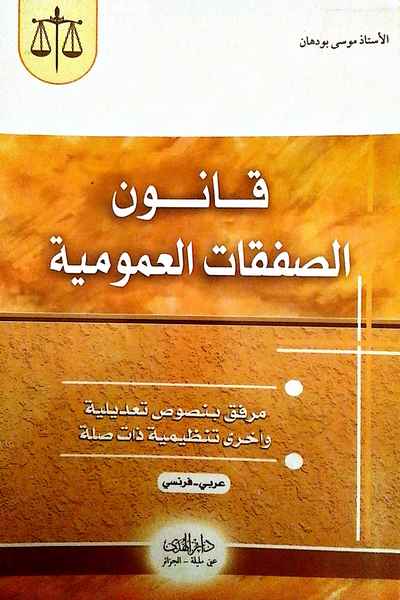 الأستاذ موسى بودهان
قانون
الصفقات العمومية
مرفق بنصوص تعديلية
وأخرى تنظيمية ذات صلة
عربي - فرنسي
دار الهدى
عين مليلة - الجزائر